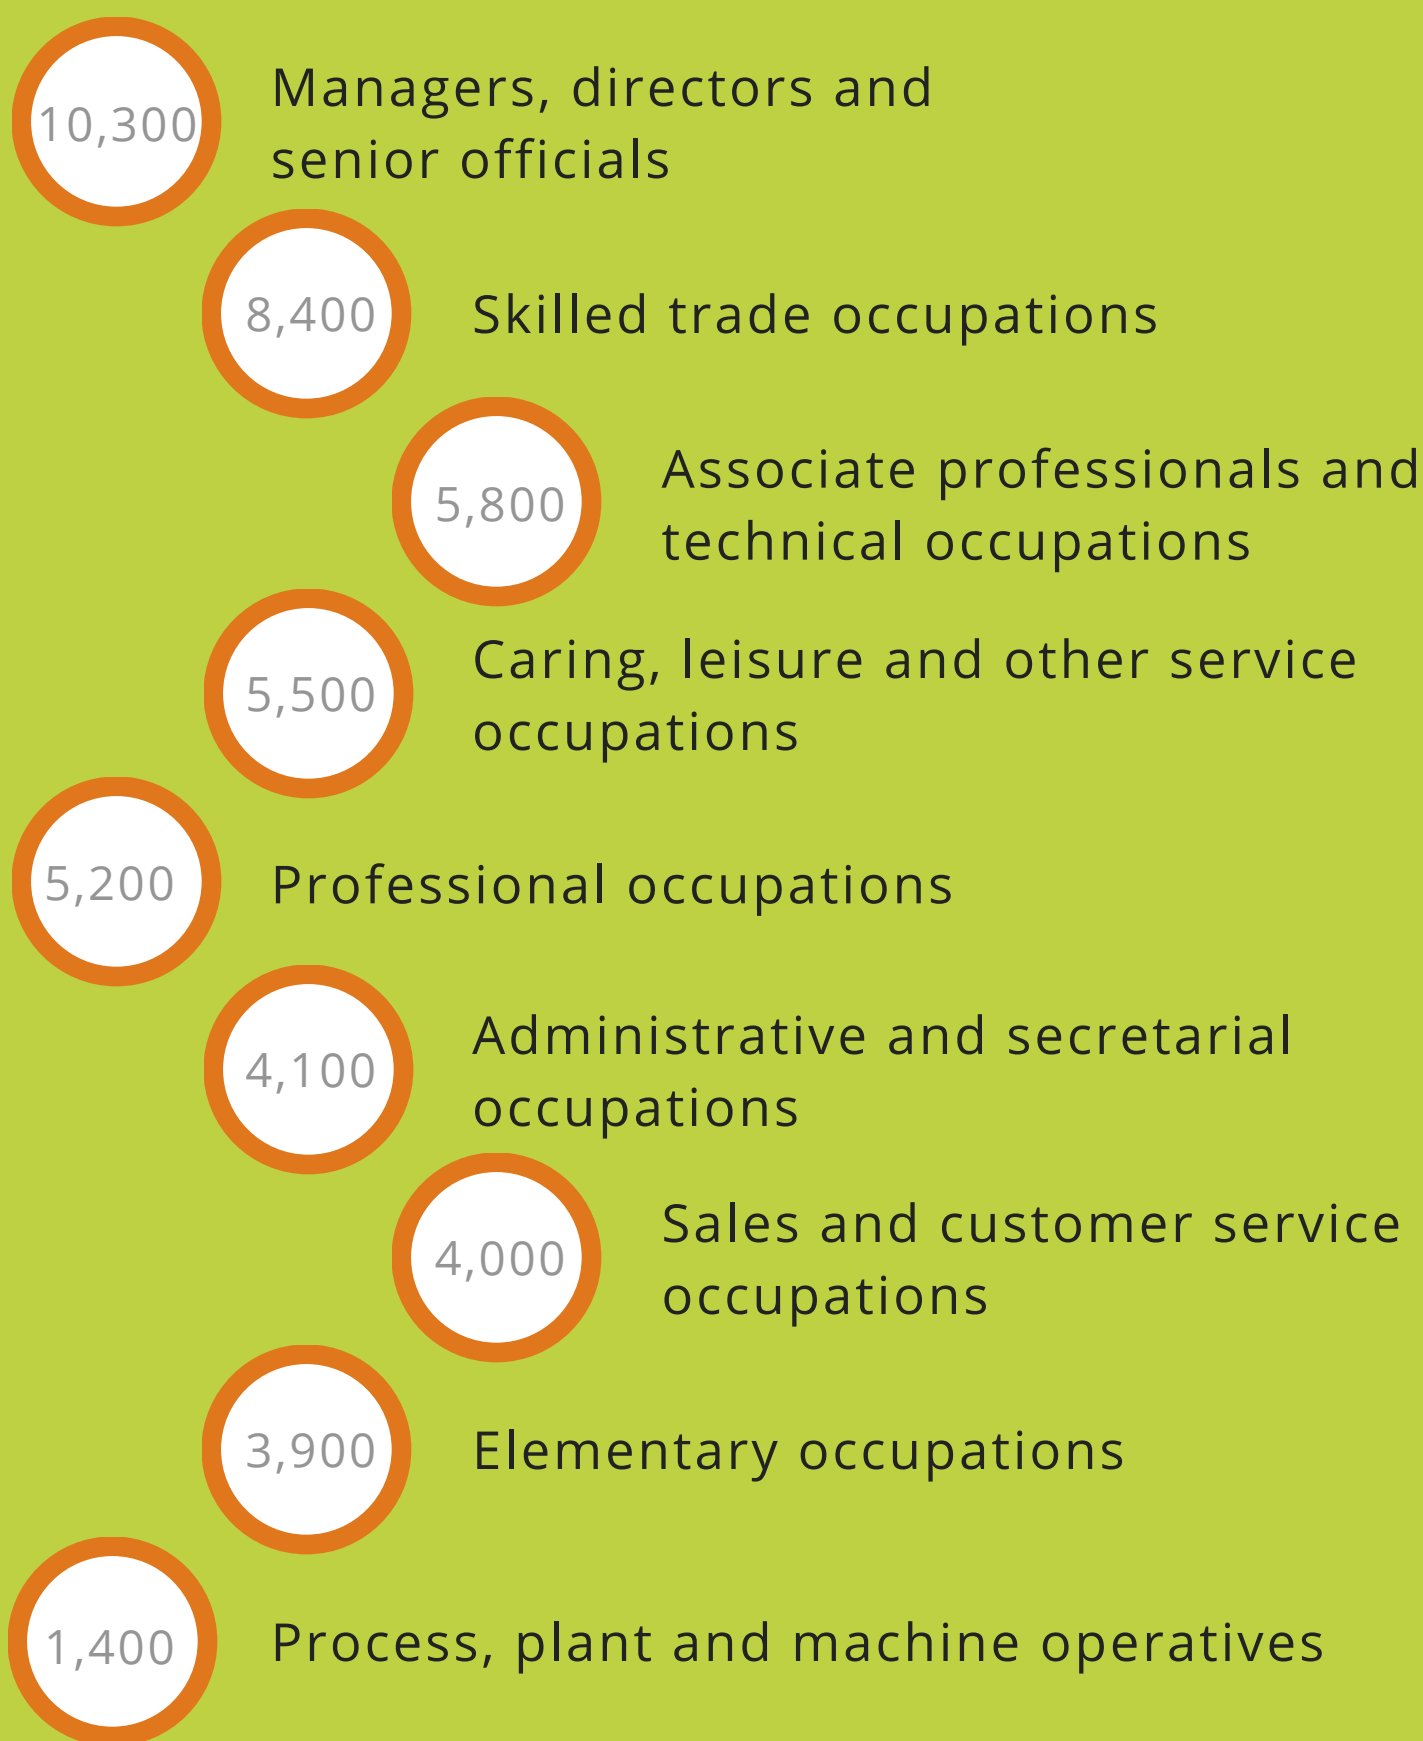 10,300
Managers, directors and
senior officials
8,400
Skilled trade occupations
5,800
Associate professionals and
technical occupations
5,500
Caring, leisure and other service
occupations
5,200
Professional occupations
4,100
Administrative and secretarial
occupations
4,000
Sales and customer service
occupations
3,900
Elementary occupations
1,400
Process, plant and machine operatives